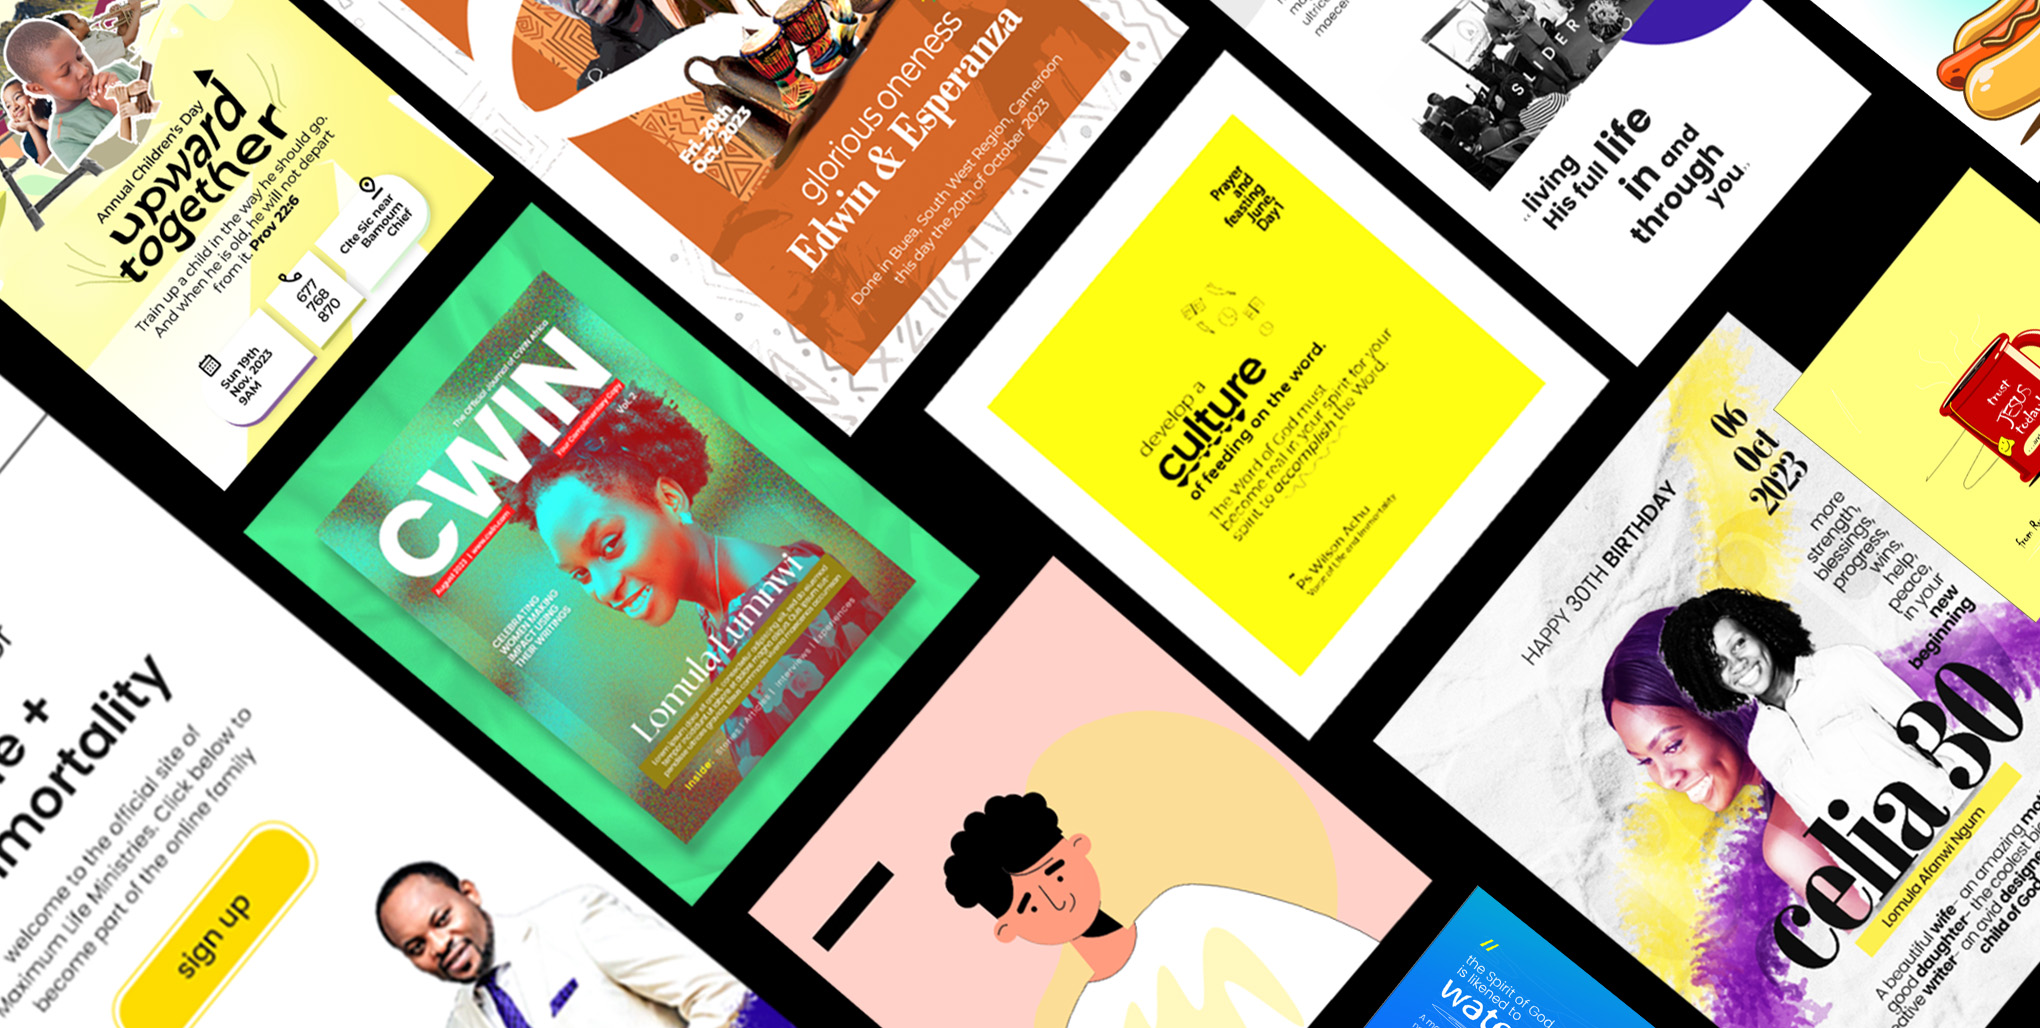 Annual Children's Day
upward
together
Train up a child in the way he should go.
And when he is old, he will not depart
from it. Prov 22:6
Sun 19th
Nov. 2023
9AM
677
768
870
Cite Sic near
Bamoum
Chief
Fri. 20th
Oct. 2023
glorious oneness
Edwin & Esperanza
Done in Buea, South West Region, Cameroon
this day the 20th of October 2023
SLIDER
„living
His full life
in and
through
you„
The Official Journal of CWIN Africa
CWIN
Your Complementary Copy
Vol. 2
August 2023 |
CELEBRATING
WOMEN MAKING
IMPACT USING
THEIR WRITINGS
Lomula Lumnwi
Inside: Stories | Articles | Interviews | Experiences
Prayer
and
feasting
June,
Day 1
develop a
culture
of feeding on the word.
The Word of God must
become real in your spirit for your
spirit to accomplish the Word.
Ps Wilson Achu
Voice of Life and Immortality
06
Oct
2023
HAPPY 30TH BIRTHDAY
more
strength,
blessings,
progress,
wins,
help,
peace,
in your
new
beginning
celia 30
Lomula Afanwi Ngum
A beautiful wife- an amazing
good daughter- the coolest
writer- an avid
child of God
trust
JESUS
today
from
mortality
welcome to the official site of
Maximum Life Ministries. Click below to
become part of the online family
sign up
"
the Spirit of God
is likened to